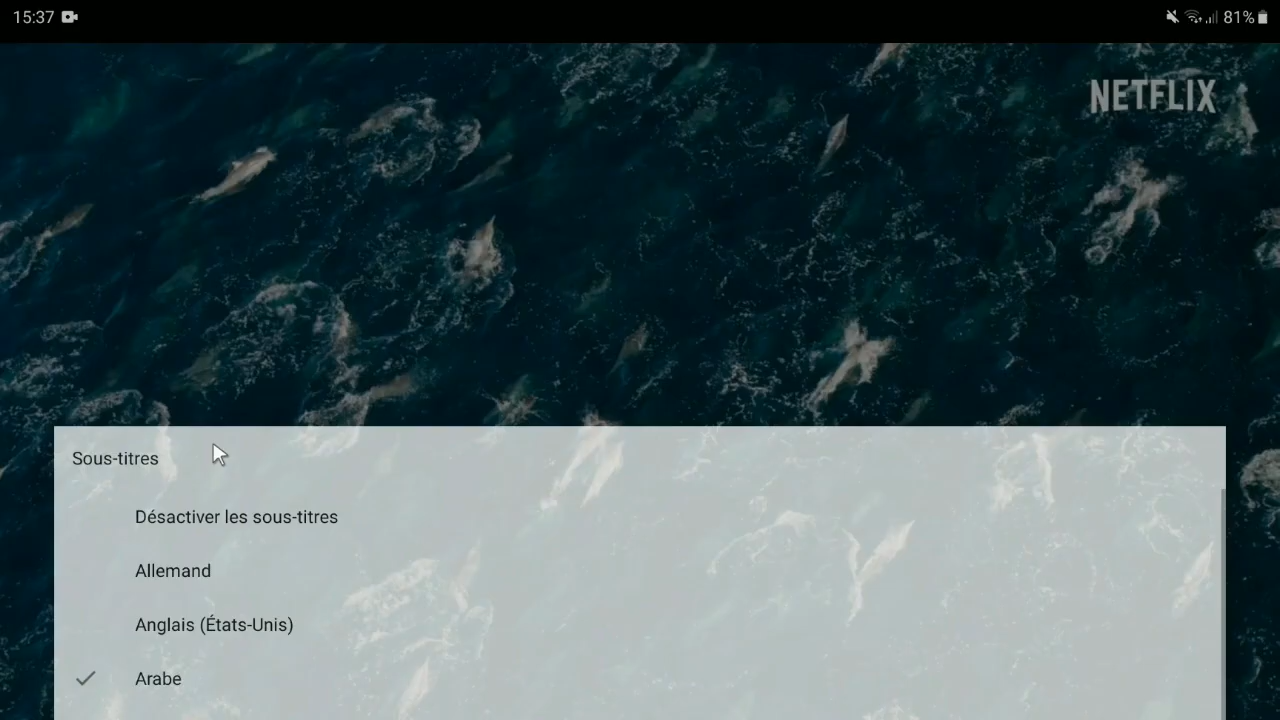 15:37
81%
NETFLIX
Sous-titres
Désactiver les sous-titres
Allemand
Anglais (États-Unis)
Arabe